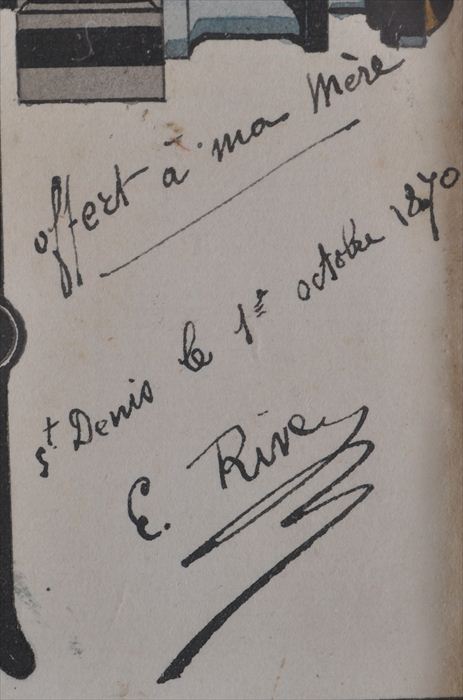 offert à ma Mère
St Denis le 1er octobre 1870
E. Rive